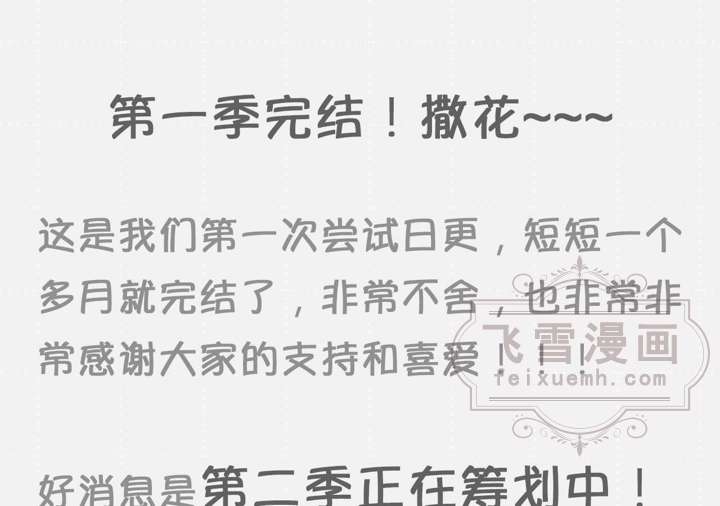 第一季完结！撒花~~~
这是我们第一次尝试日更，短短一个
多月就完结了，非常不舍，也非常非
常感谢大家的支持和喜爱！！！
飞雪漫画
feixuemh.com
好消息是第二季正在筹划中！